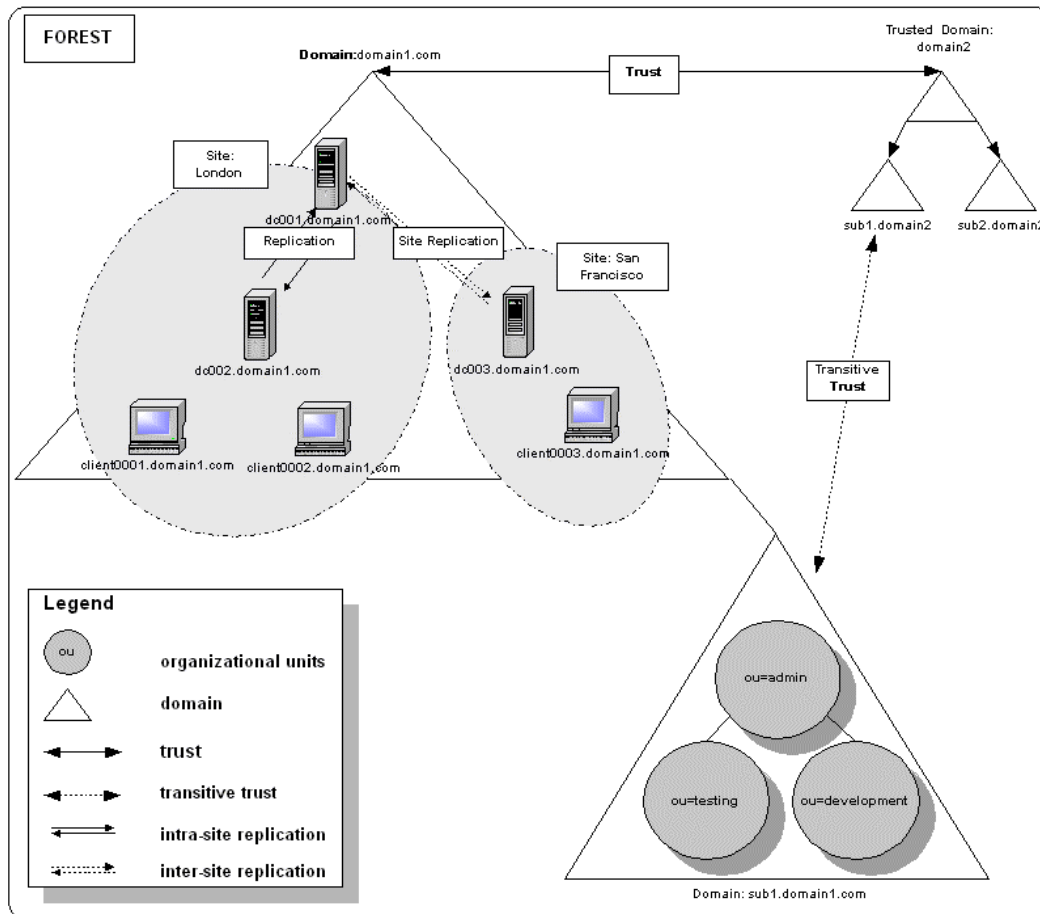 FOREST
Domain:domain1.com
Trust
Trusted Domain:
domain2
Site:
London
dc001.domain1.com
sub1.domain2
sub2.domain2
Replication
Site Replication
Site: San
Francisco
dc002.domain1.com
dc003.domain1.com
Transitive
Trust
client0001.domain1.com
client0002.domain1.com
client0003.domain1.com
Legend
ou
organizational units
domain
trust
transitive trust
intra-site replication
inter-site replication
ou=admin
ou=testing
ou=development
Domain: sub1.domain1.com